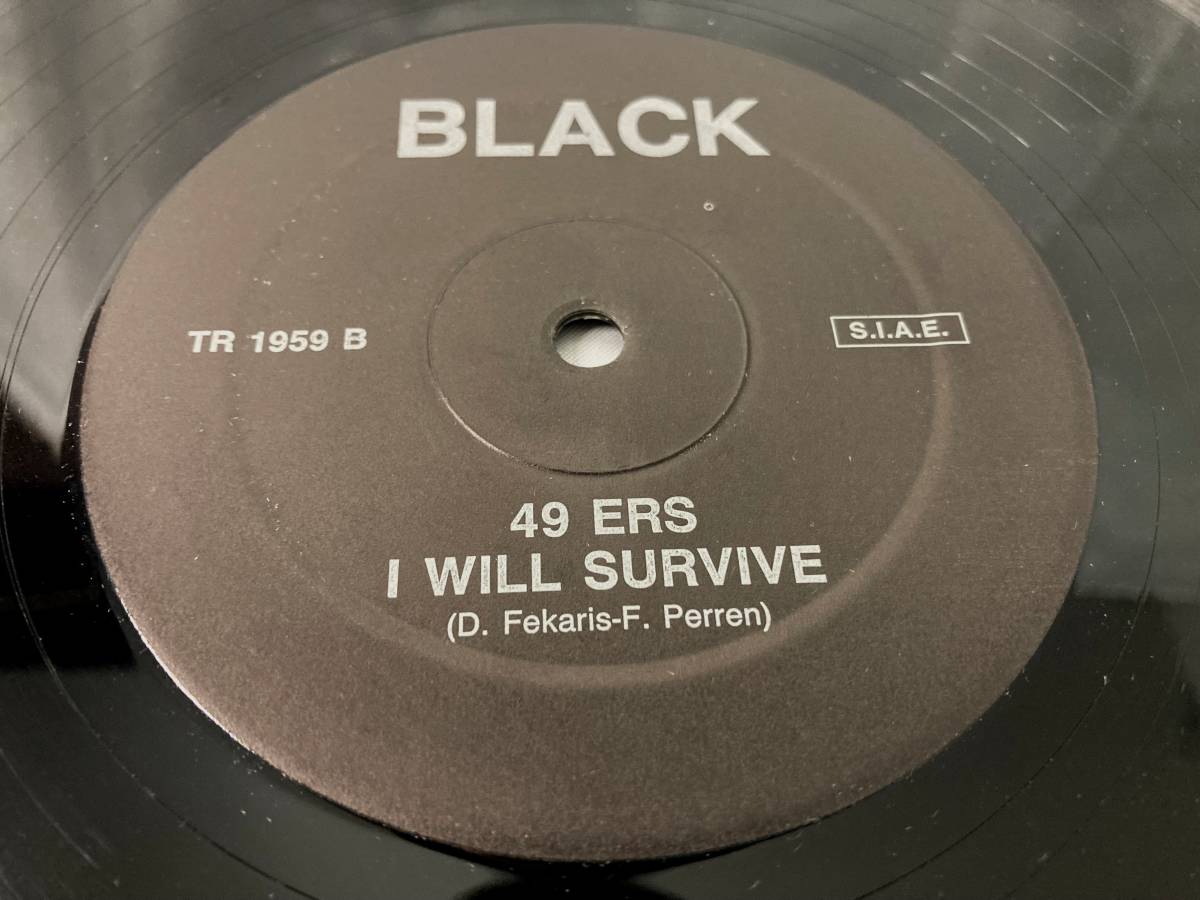 BLACK
TR 1959 B
S.I.A.E.
49 ERS
I WILL SURVIVE
(D. Fekaris-F. Perren)